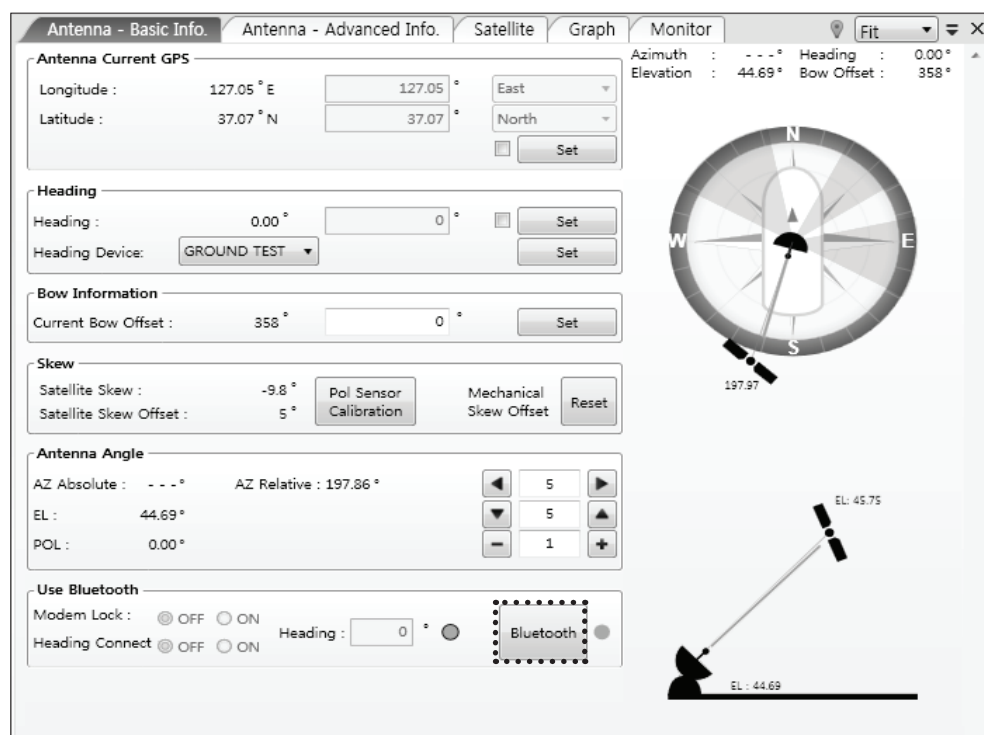 Antenna - Basic Info. Antenna - Advanced Info. Satellite Graph Monitor Fit
Antenna Current GPS
Longitude : 127.05 ° E 127.05 ° East
Latitude : 37.07 ° N 37.07 ° North
Set
Heading
Heading : 0.00 ° 0 ° Set
Heading Device: GROUND TEST Set
Bow Information
Current Bow Offset : 358 ° 0 ° Set
Skew
Satellite Skew : -9.8 °
Satellite Skew Offset : 5 °
Pol Sensor
Calibration
Mechanical
Skew Offset
Reset
Antenna Angle
AZ Absolute : - - - ° AZ Relative : 197.86 ° 5
EL : 44.69 ° 5
POL : 0.00 ° 1
Use Bluetooth
Modem Lock : OFF ON
Heading Connect OFF ON
Heading : 0 °
Bluetooth
Azimuth : - - - ° Heading : 0.00 °
Elevation : 44.69 ° Bow Offset : 358 °
N
W E
S
197.97
EL: 45.75
EL : 44.69